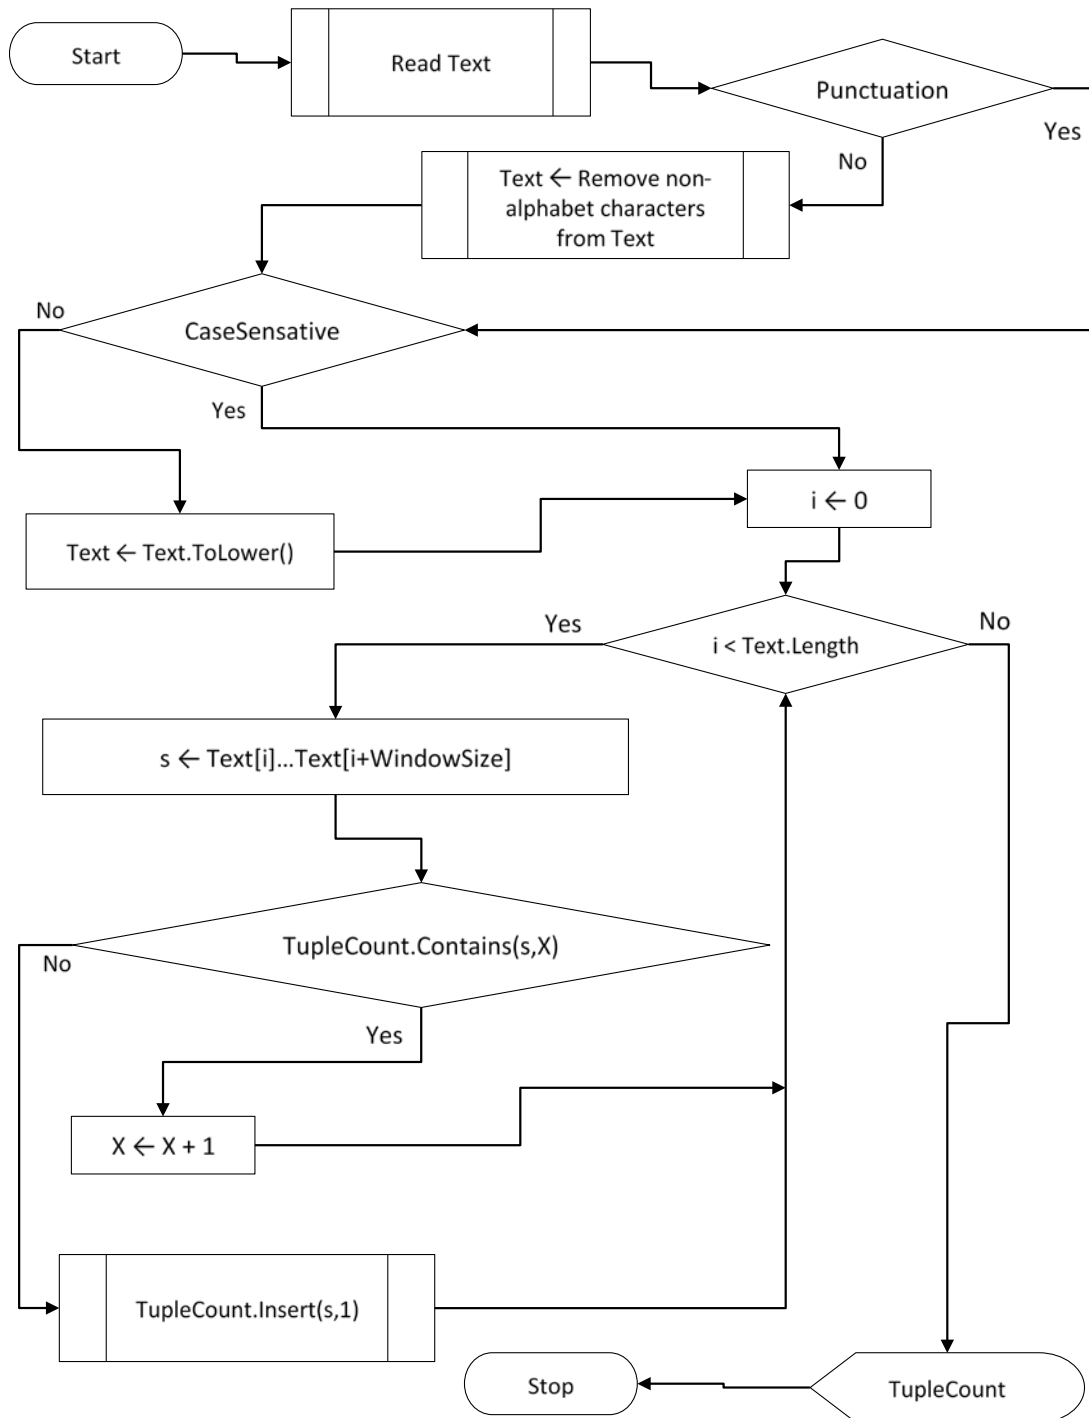 Start
Read Text
Punctuation
Yes
No
Text ← Remove non-
alphabet characters
from Text
No
CaseSensative
Yes
i ← 0
Text ← Text.ToLower()
Yes
No
i < Text.Length
s ← Text[i]...Text[i+WindowSize]
TupleCount.Contains(s,X)
No
Yes
X ← X + 1
TupleCount.Insert(s,1)
Stop
TupleCount